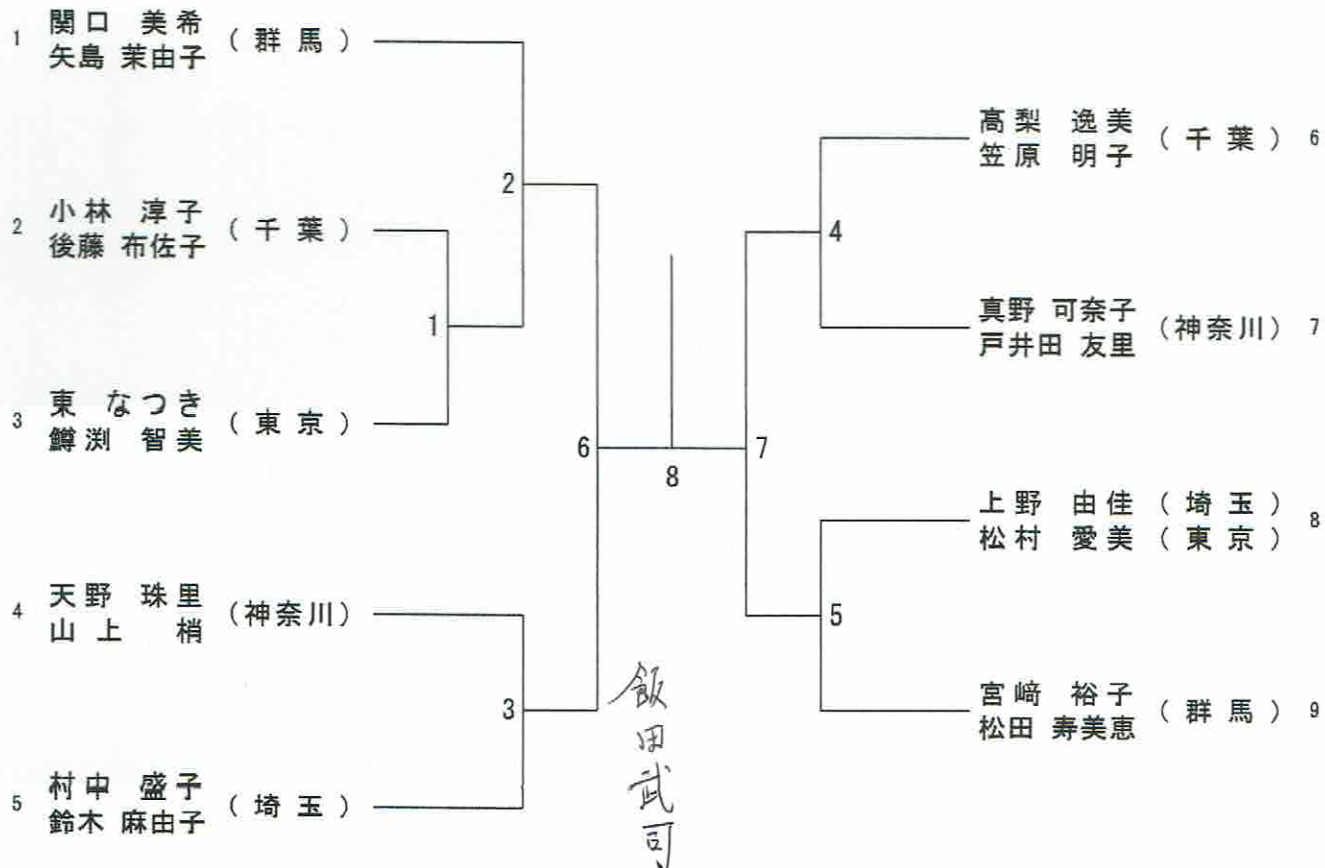 1 関口 美希 (群馬)
矢島 茉由子
2 小林 淳子 (千葉)
後藤 布佐子
3 東 なつき (東京)
鱒渕 智美
4 天野 珠里 (神奈川)
山上 梢
5 村中 盛子 (埼玉)
鈴木 麻由子
2
1
6
3
8
飯田武司
7
4
5
高梨 逸美 (千葉) 6
笠原 明子
真野 可奈子 (神奈川) 7
戸井田 友里
上野 由佳 (埼玉) 8
松村 愛美 (東京)
宮﨑 裕子 (群馬) 9
松田 寿美恵